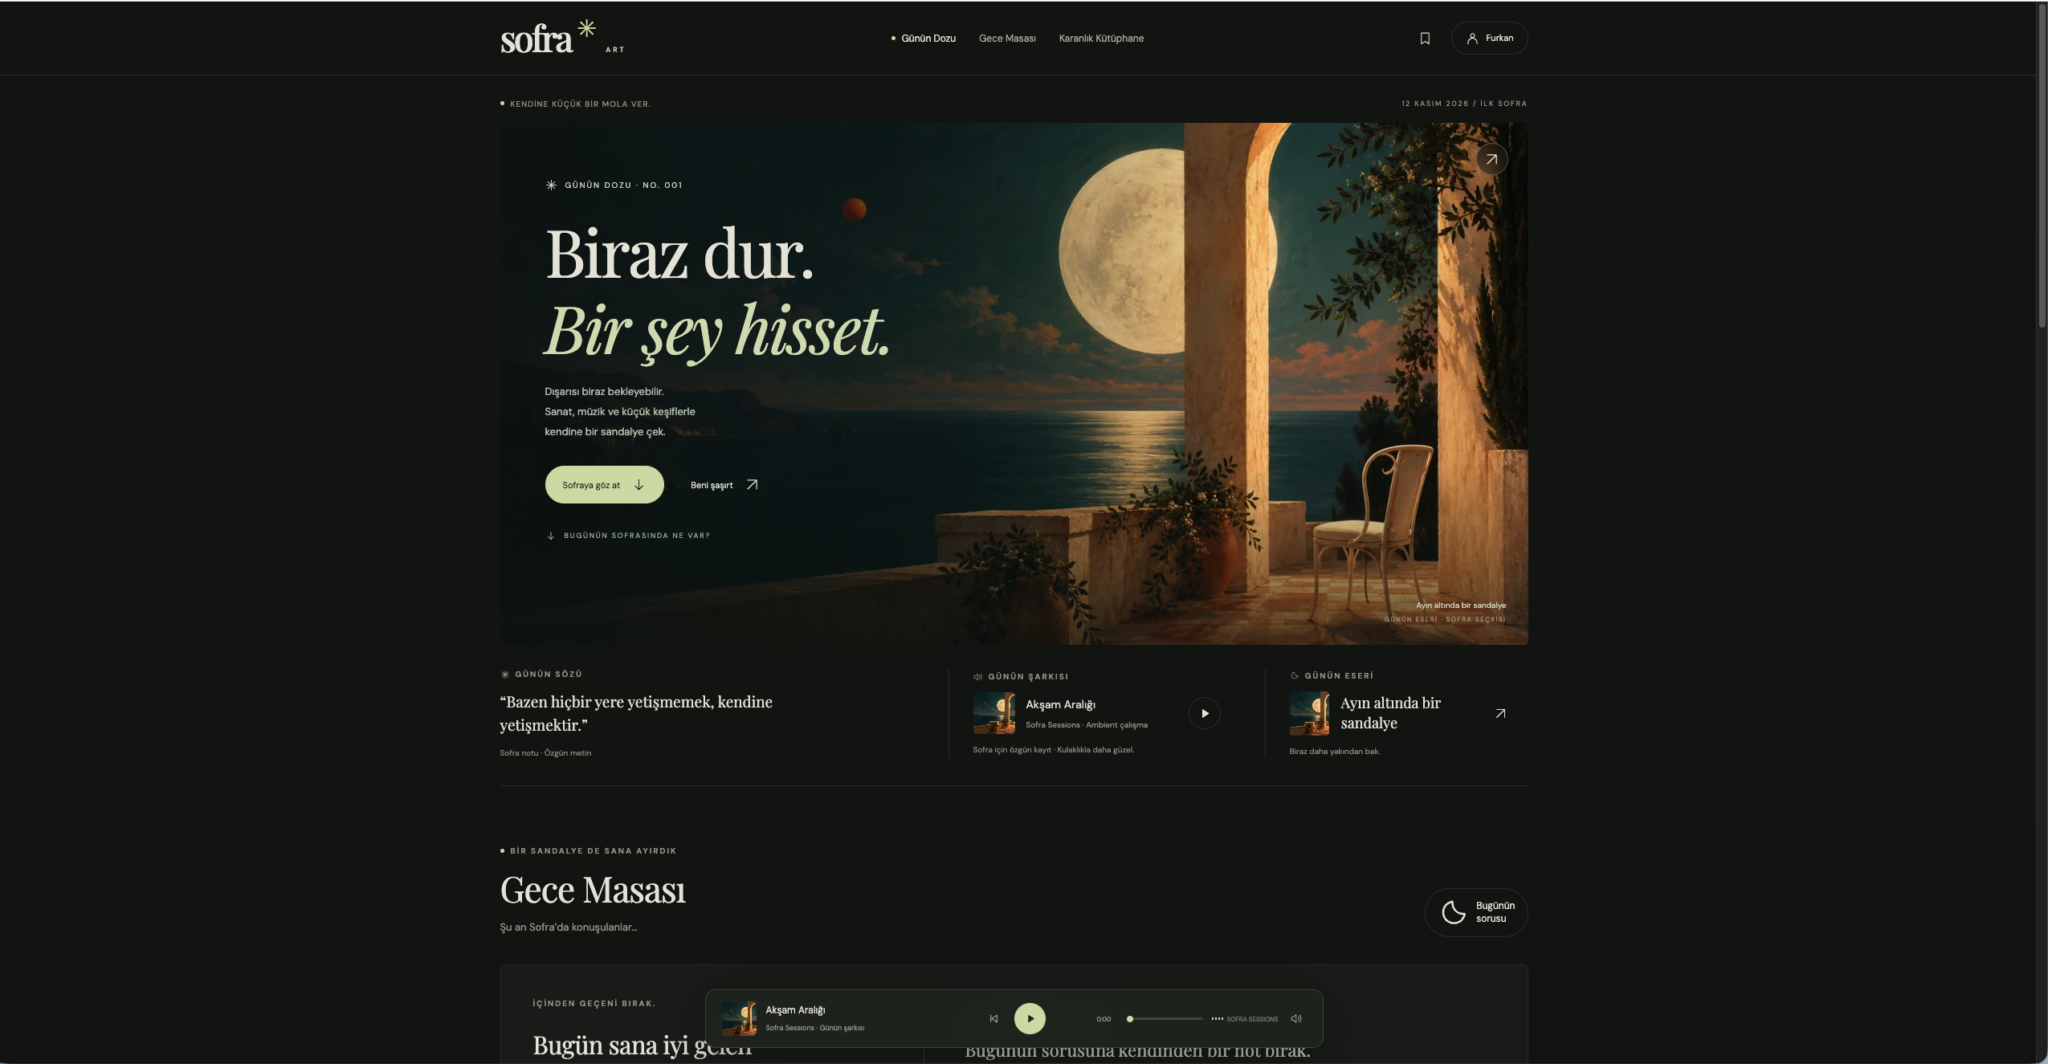 sofra
ART
Günün Dozu
Gece Masası
Karanlık Kütüphane
Furkan
KENDİNE KÜÇÜK BİR MOLA VER.
12 KASIM 2026 / İLK SOFRA
GÜNÜN DOZU · NO. 001
Biraz dur.
Bir şey hisset.
Dışarısı biraz bekleyebilir.
Sanat, müzik ve küçük keşiflerle
kendine bir sandalye çek.
Sofraya göz at
Beni şaşırt
BUGÜNÜN SOFRASINDA NE VAR?
Ayın altında bir sandalye
GÜNÜN ESERİ · SOFRA SEÇKİSİ
GÜNÜN SÖZÜ
“Bazen hiçbir yere yetişmemek, kendine
yetişmektir.”
Sofra notu · Özgün metin
GÜNÜN ŞARKISI
Akşam Aralığı
Sofra Sessions · Ambient çalışma
Sofra için özgün kayıt · Kulaklıkla daha güzel.
GÜNÜN ESERİ
Ayın altında bir
sandalye
Biraz daha yakından bak.
BİR SANDALYE DE SANA AYIRDIK
Gece Masası
Şu an Sofra’da konuşulanlar...
Bugünün
sorusu
İÇİNDEN GEÇENİ BIRAK.
Bugün sana iyi gelen
Bugünün sorusuna kendinden bir not bırak.
Akşam Aralığı
Sofra Sessions · Günün şarkısı
0:00
SOFRA SESSIONS